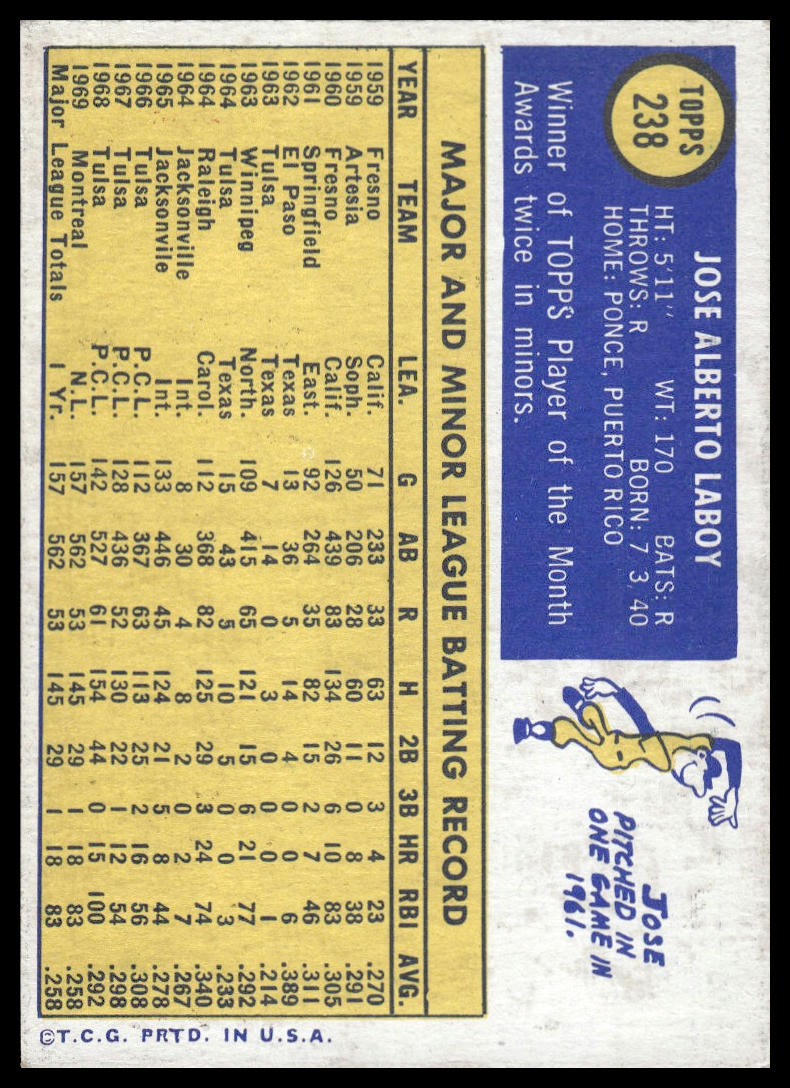 TOPPS
238
JOSE ALBERTO LABOY
HT: 5'11" WT: 170 BATS: R
THROWS: R BORN: 7 3 40
HOME: PONCE, PUERTO RICO
Winner of TOPPS Player of the Month
Awards twice in minors.
JOSE
PITCHED IN
ONE GAME IN
1961.
MAJOR AND MINOR LEAGUE BATTING RECORD
YEAR TEAM LEA. G AB R H 2B 3B HR RBI AVG.
1959 Fresno Calif. 71 233 33 63 12 3 4 23 .270
1959 Artesia Soph. 50 206 28 60 11 0 8 38 .291
1960 Fresno Calif. 126 439 83 134 26 6 10 83 .305
1961 Springfield East. 92 264 35 82 15 2 7 46 .311
1962 El Paso Texas 13 36 5 14 4 0 0 6 .389
1963 Tulsa Texas 7 14 0 3 0 0 0 1 .214
1963 Winnipeg North. 109 415 65 121 15 6 21 77 .292
1964 Tulsa Texas 15 43 5 10 5 0 0 3 .233
1964 Raleigh Carol. 112 368 82 125 29 3 24 74 .340
1964 Jacksonville Int. 8 30 4 8 2 0 2 7 .267
1965 Jacksonvile Int. 133 446 45 124 21 5 8 44 .278
1966 Tulsa P.C.L. 112 367 63 113 25 2 16 56 .308
1967 Tulsa P.C.L. 128 436 52 130 22 1 12 54 .298
1968 Tulsa P.C.L. 142 527 61 154 44 0 15 100 .292
1969 Montreal N.L. 157 562 53 145 29 1 18 83 .258
Major League Totals 1 Yr. 157 562 53 145 29 1 18 83 .258
©T.C.G. PRTD. IN U.S.A.